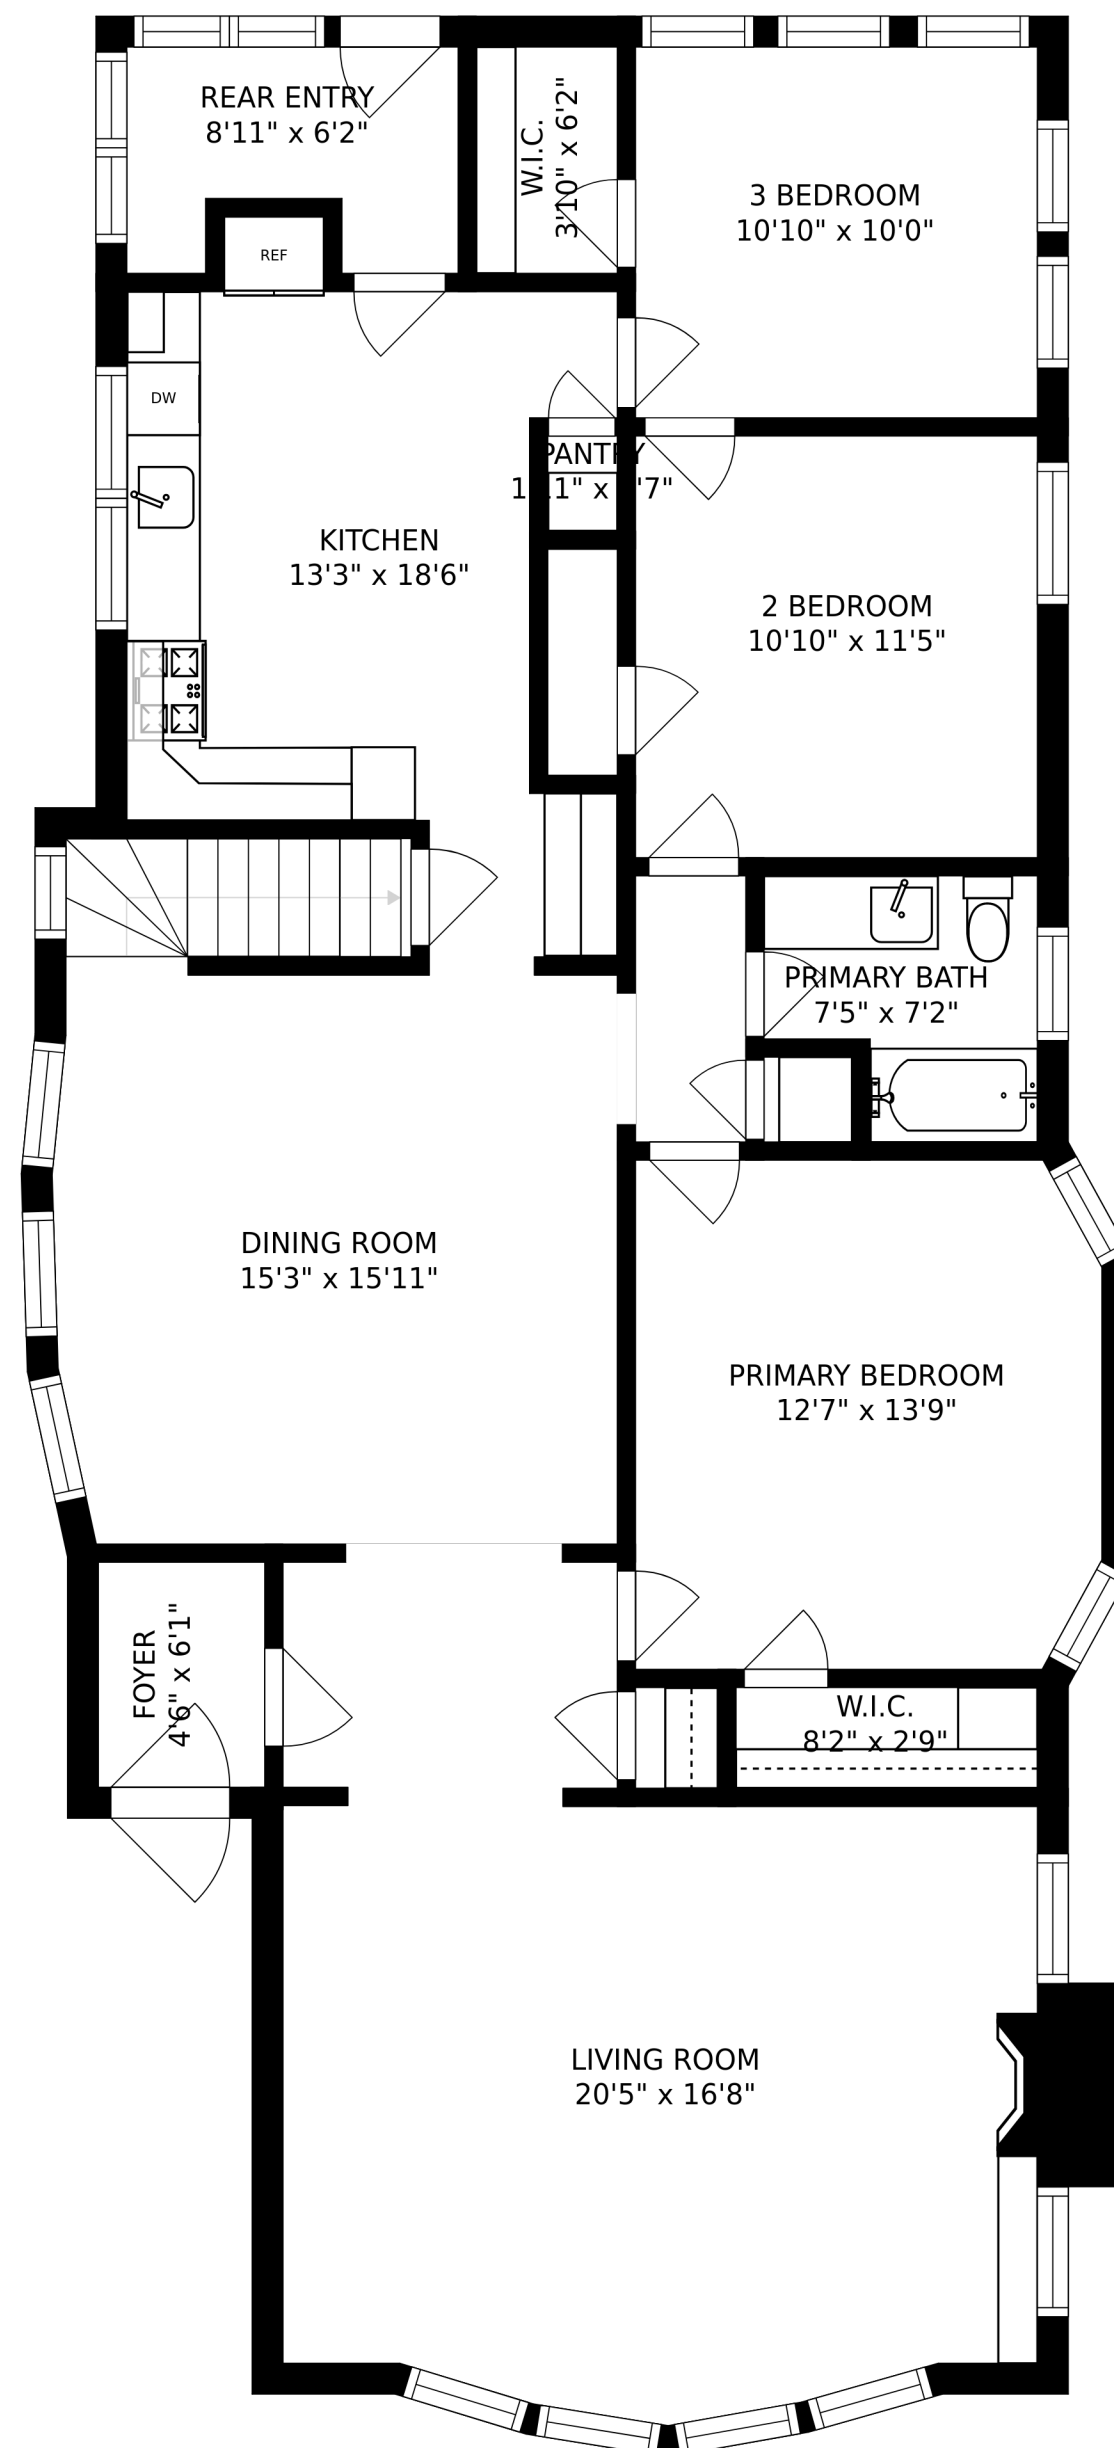 REAR ENTRY
8'11" x 6'2"
W.I.C.
3'10" x 6'2"
3 BEDROOM
10'10" x 10'0"
REF
DW
PANTRY
KITCHEN
13'3" x 18'6"
2 BEDROOM
10'10" x 11'5"
PRIMARY BATH
7'5" x 7'2"
DINING ROOM
15'3" x 15'11"
PRIMARY BEDROOM
12'7" x 13'9"
FOYER
4'6" x 6'1"
W.I.C.
8'2" x 2'9"
LIVING ROOM
20'5" x 16'8"